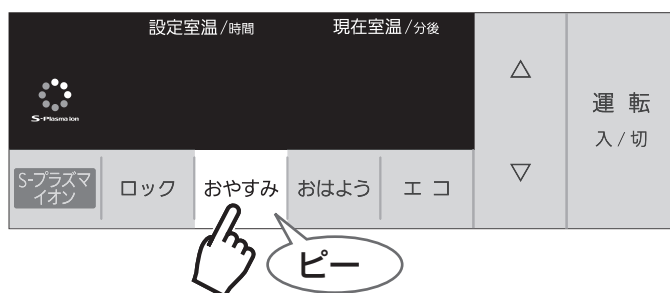 設定室温/時間
現在室温/分後
S-Plasma ion
△
▽
運 転
入/切
S-プラズマ
イオン
ロック
おやすみ
おはよう
エ コ
ピー